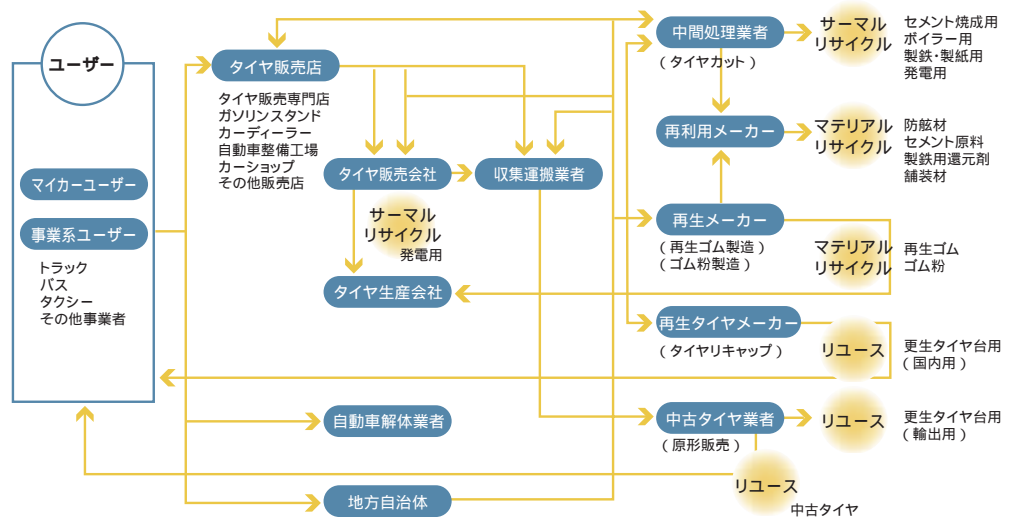 ユーザー
マイカーユーザー
事業系ユーザー
トラック
バス
タクシー
その他事業者
タイヤ販売店
タイヤ販売専門店
ガソリンスタンド
カーディーラー
自動車整備工場
カーショップ
その他販売店
タイヤ販売会社
収集運搬業者
サーマル
リサイクル
発電用
タイヤ生産会社
自動車解体業者
地方自治体
中間処理業者
(タイヤカット)
サーマル
リサイクル
セメント焼成用
ボイラー用
製鉄・製紙用
発電用
再利用メーカー
マテリアル
リサイクル
防舷材
セメント原料
製鉄用還元剤
舗装材
再生メーカー
(再生ゴム製造)
(ゴム粉製造)
マテリアル
リサイクル
再生ゴム
ゴム粉
再生タイヤメーカー
(タイヤリキャップ)
リユース
更生タイヤ台用
(国内用)
中古タイヤ業者
(原形販売)
リユース
更生タイヤ台用
(輸出用)
リユース
中古タイヤ